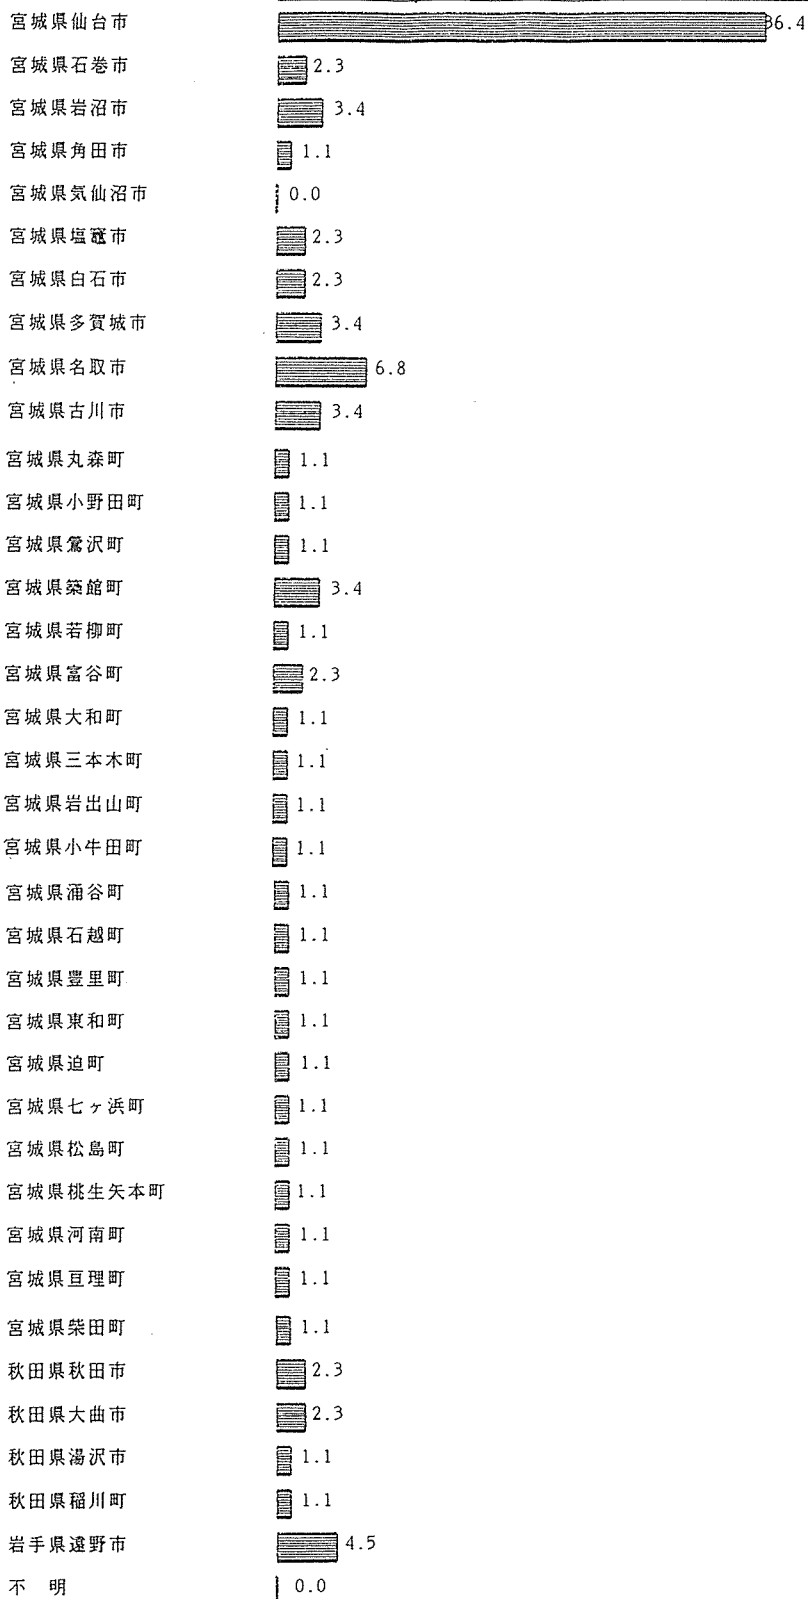 宮城県仙台市 36.4
宮城県石巻市 2.3
宮城県岩沼市 3.4
宮城県角田市 1.1
宮城県気仙沼市 0.0
宮城県塩竈市 2.3
宮城県白石市 2.3
宮城県多賀城市 3.4
宮城県名取市 6.8
宮城県古川市 3.4
宮城県丸森町 1.1
宮城県小野田町 1.1
宮城県鶯沢町 1.1
宮城県築館町 3.4
宮城県若柳町 1.1
宮城県富谷町 2.3
宮城県大和町 1.1
宮城県三本木町 1.1
宮城県岩出山町 1.1
宮城県小牛田町 1.1
宮城県涌谷町 1.1
宮城県石越町 1.1
宮城県豊里町 1.1
宮城県東和町 1.1
宮城県迫町 1.1
宮城県七ヶ浜町 1.1
宮城県松島町 1.1
宮城県桃生矢本町 1.1
宮城県河南町 1.1
宮城県亘理町 1.1
宮城県柴田町 1.1
秋田県秋田市 2.3
秋田県大曲市 2.3
秋田県湯沢市 1.1
秋田県稲川町 1.1
岩手県遠野市 4.5
不明 0.0